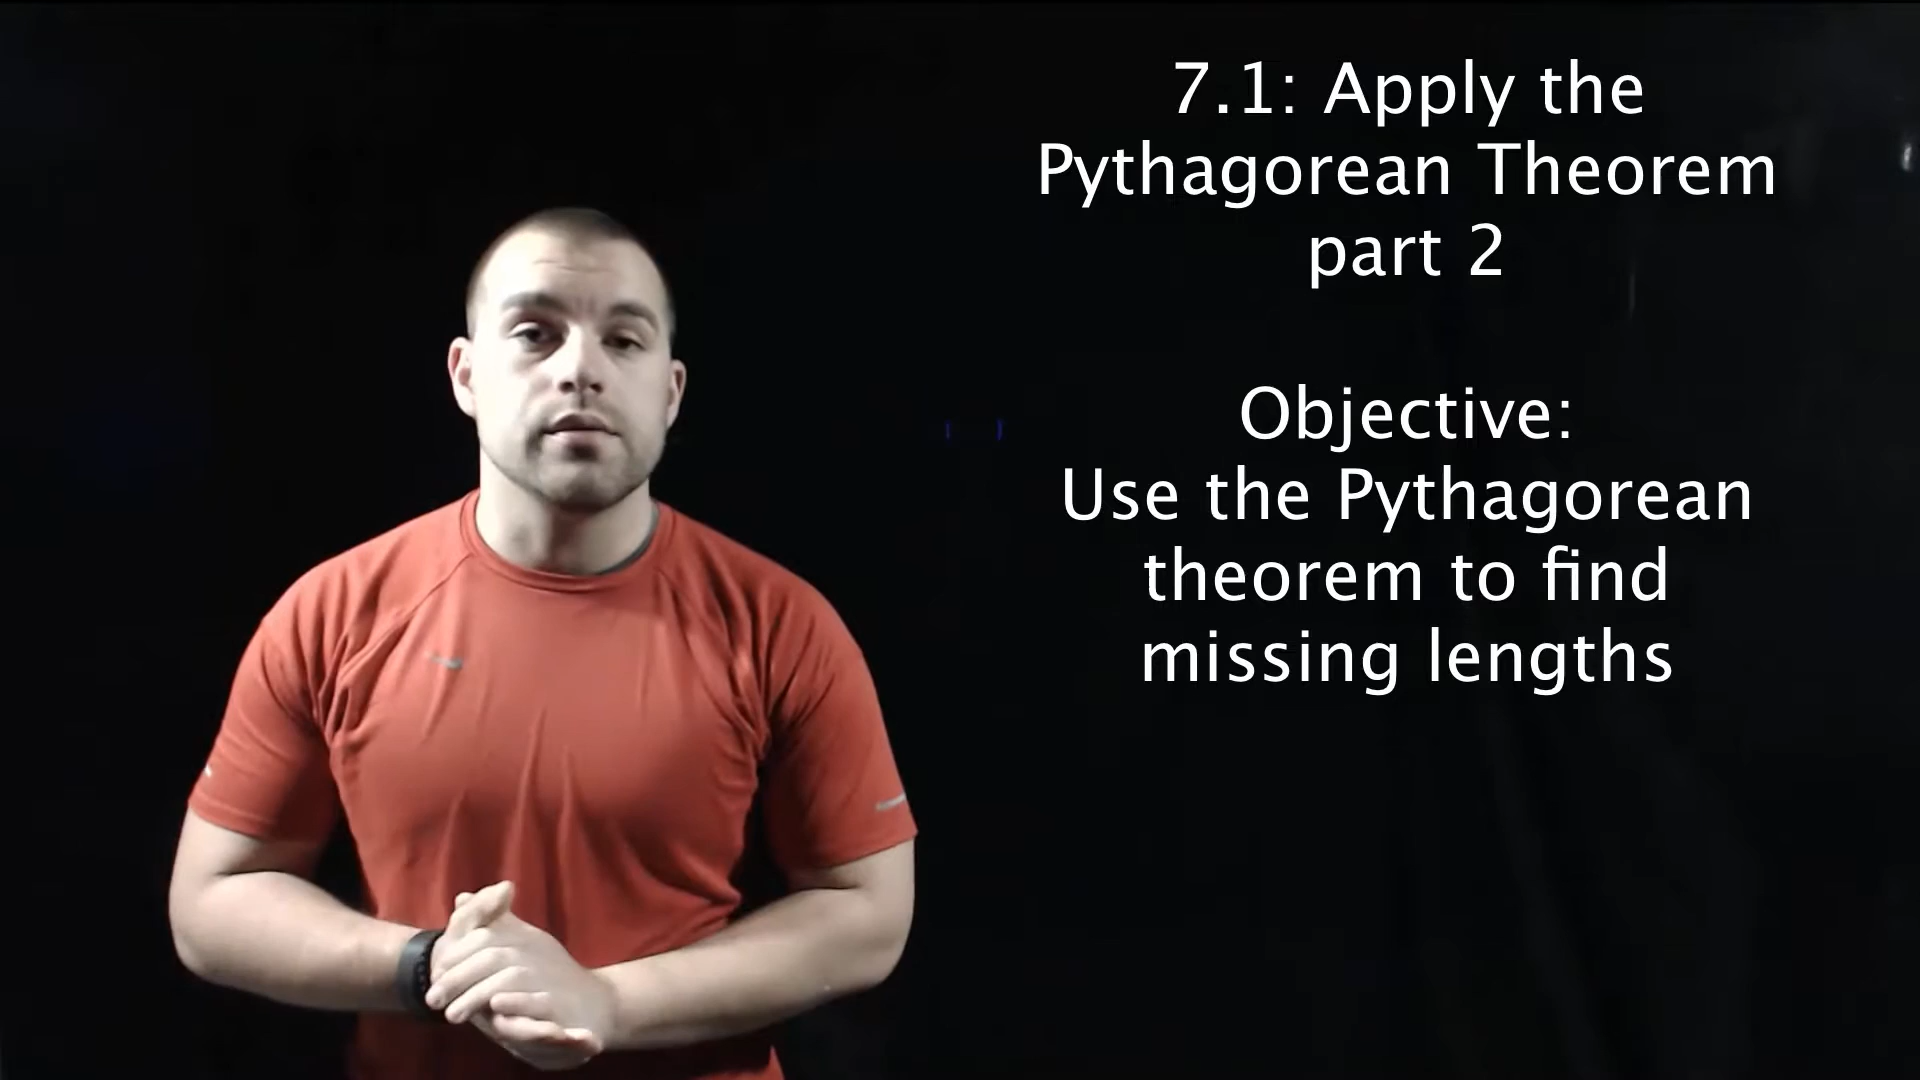 7.1: Apply the
Pythagorean Theorem
part 2
Objective:
Use the Pythagorean
theorem to find
missing lengths